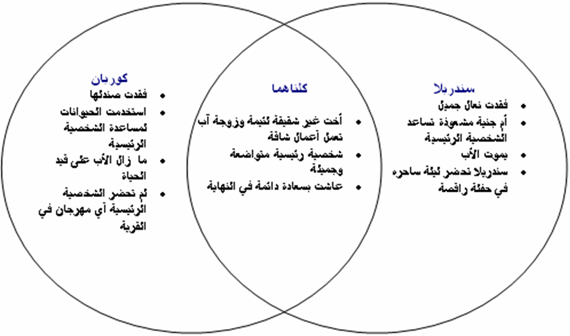 سندريلا
فقدت نعال جميل
أم جنية مشعوذة تساعد
الشخصية الرئيسية
يموت الأب
سندريلا تحضر ليلة ساحره
في حفلة راقصة
كلتاهما
أخت غير شقيقة لئيمة وزوجة أب
تعمل أعمال شاقة
شخصية رئيسية متواضعة
وجميلة
عاشت بسعادة دائمة في النهاية
كوربان
فقدت صندلها
استخدمت الحيوانات
لمساعدة الشخصية
الرئيسية
ما زال الأب على قيد
الحياة
لم تحضر الشخصية
الرئيسية أي مهرجان في
القرية